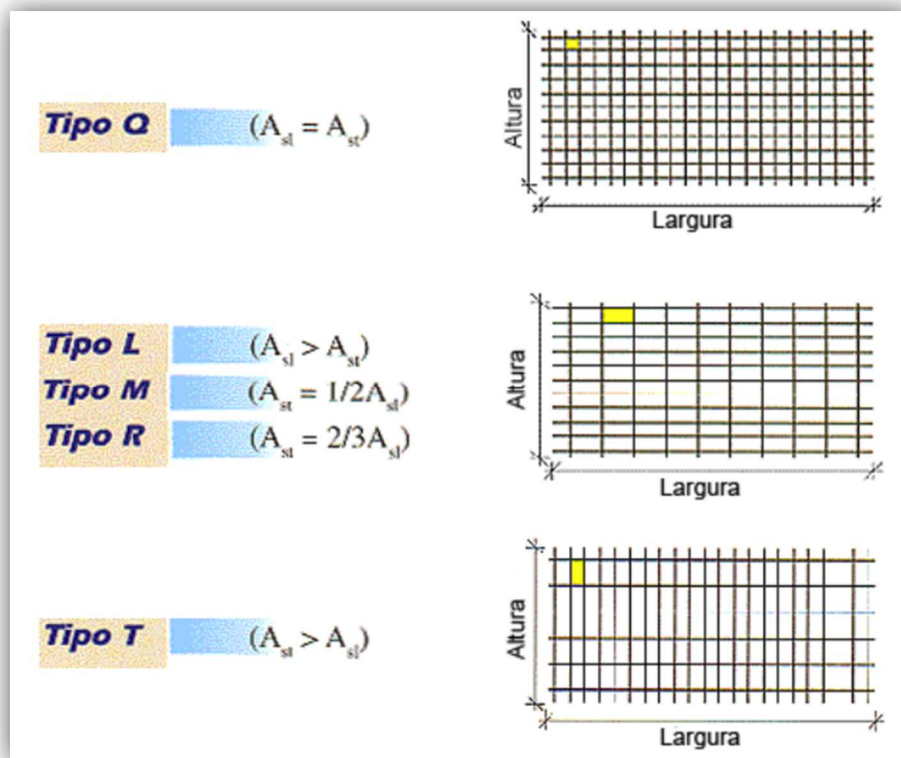 Tipo Q (Asl = Ast)
Altura
Largura
Tipo L (Asl > Ast)
Tipo M (Ast = 1/2Asl)
Tipo R (Ast = 2/3Asl)
Altura
Largura
Tipo T (Ast > Asl)
Altura
Largura